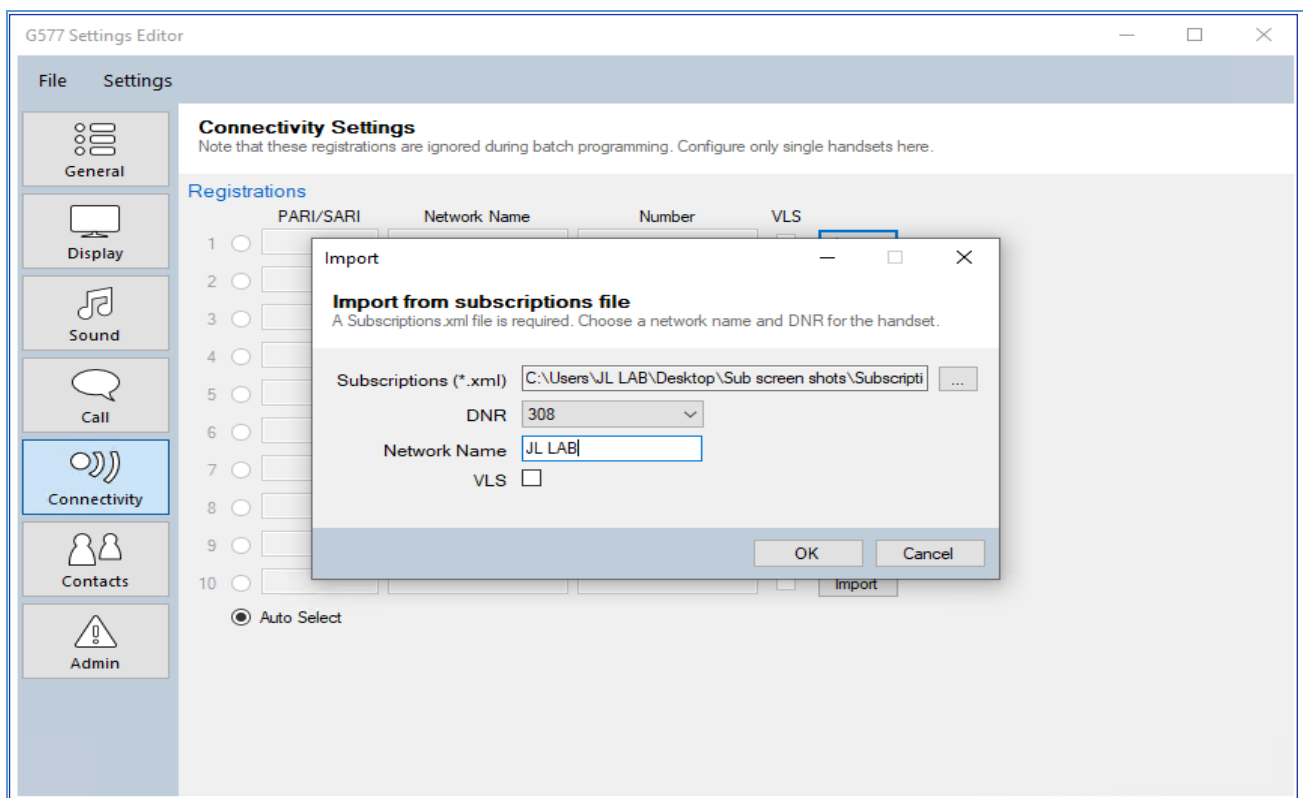 G577 Settings Editor
File Settings
General
Display
Sound
Call
Connectivity
Contacts
Admin
Connectivity Settings
Note that these registrations are ignored during batch programming. Configure only single handsets here.
Registrations
PARI/SARI Network Name Number VLS
1
2
3
4
5
6
7
8
9
10 Import
Auto Select
Import
Import from subscriptions file
A Subscriptions.xml file is required. Choose a network name and DNR for the handset.
Subscriptions (*.xml) C:\Users\JL LAB\Desktop\Sub screen shots\Subscripti ...
DNR 308
Network Name JL LAB
VLS
OK Cancel